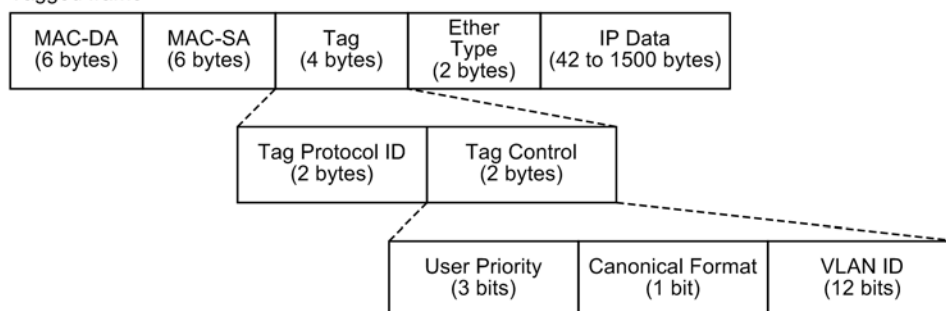 MAC-DA
(6 bytes)
MAC-SA
(6 bytes)
Tag
(4 bytes)
Ether
Type
(2 bytes)
IP Data
(42 to 1500 bytes)
Tag Protocol ID
(2 bytes)
Tag Control
(2 bytes)
User Priority
(3 bits)
Canonical Format
(1 bit)
VLAN ID
(12 bits)